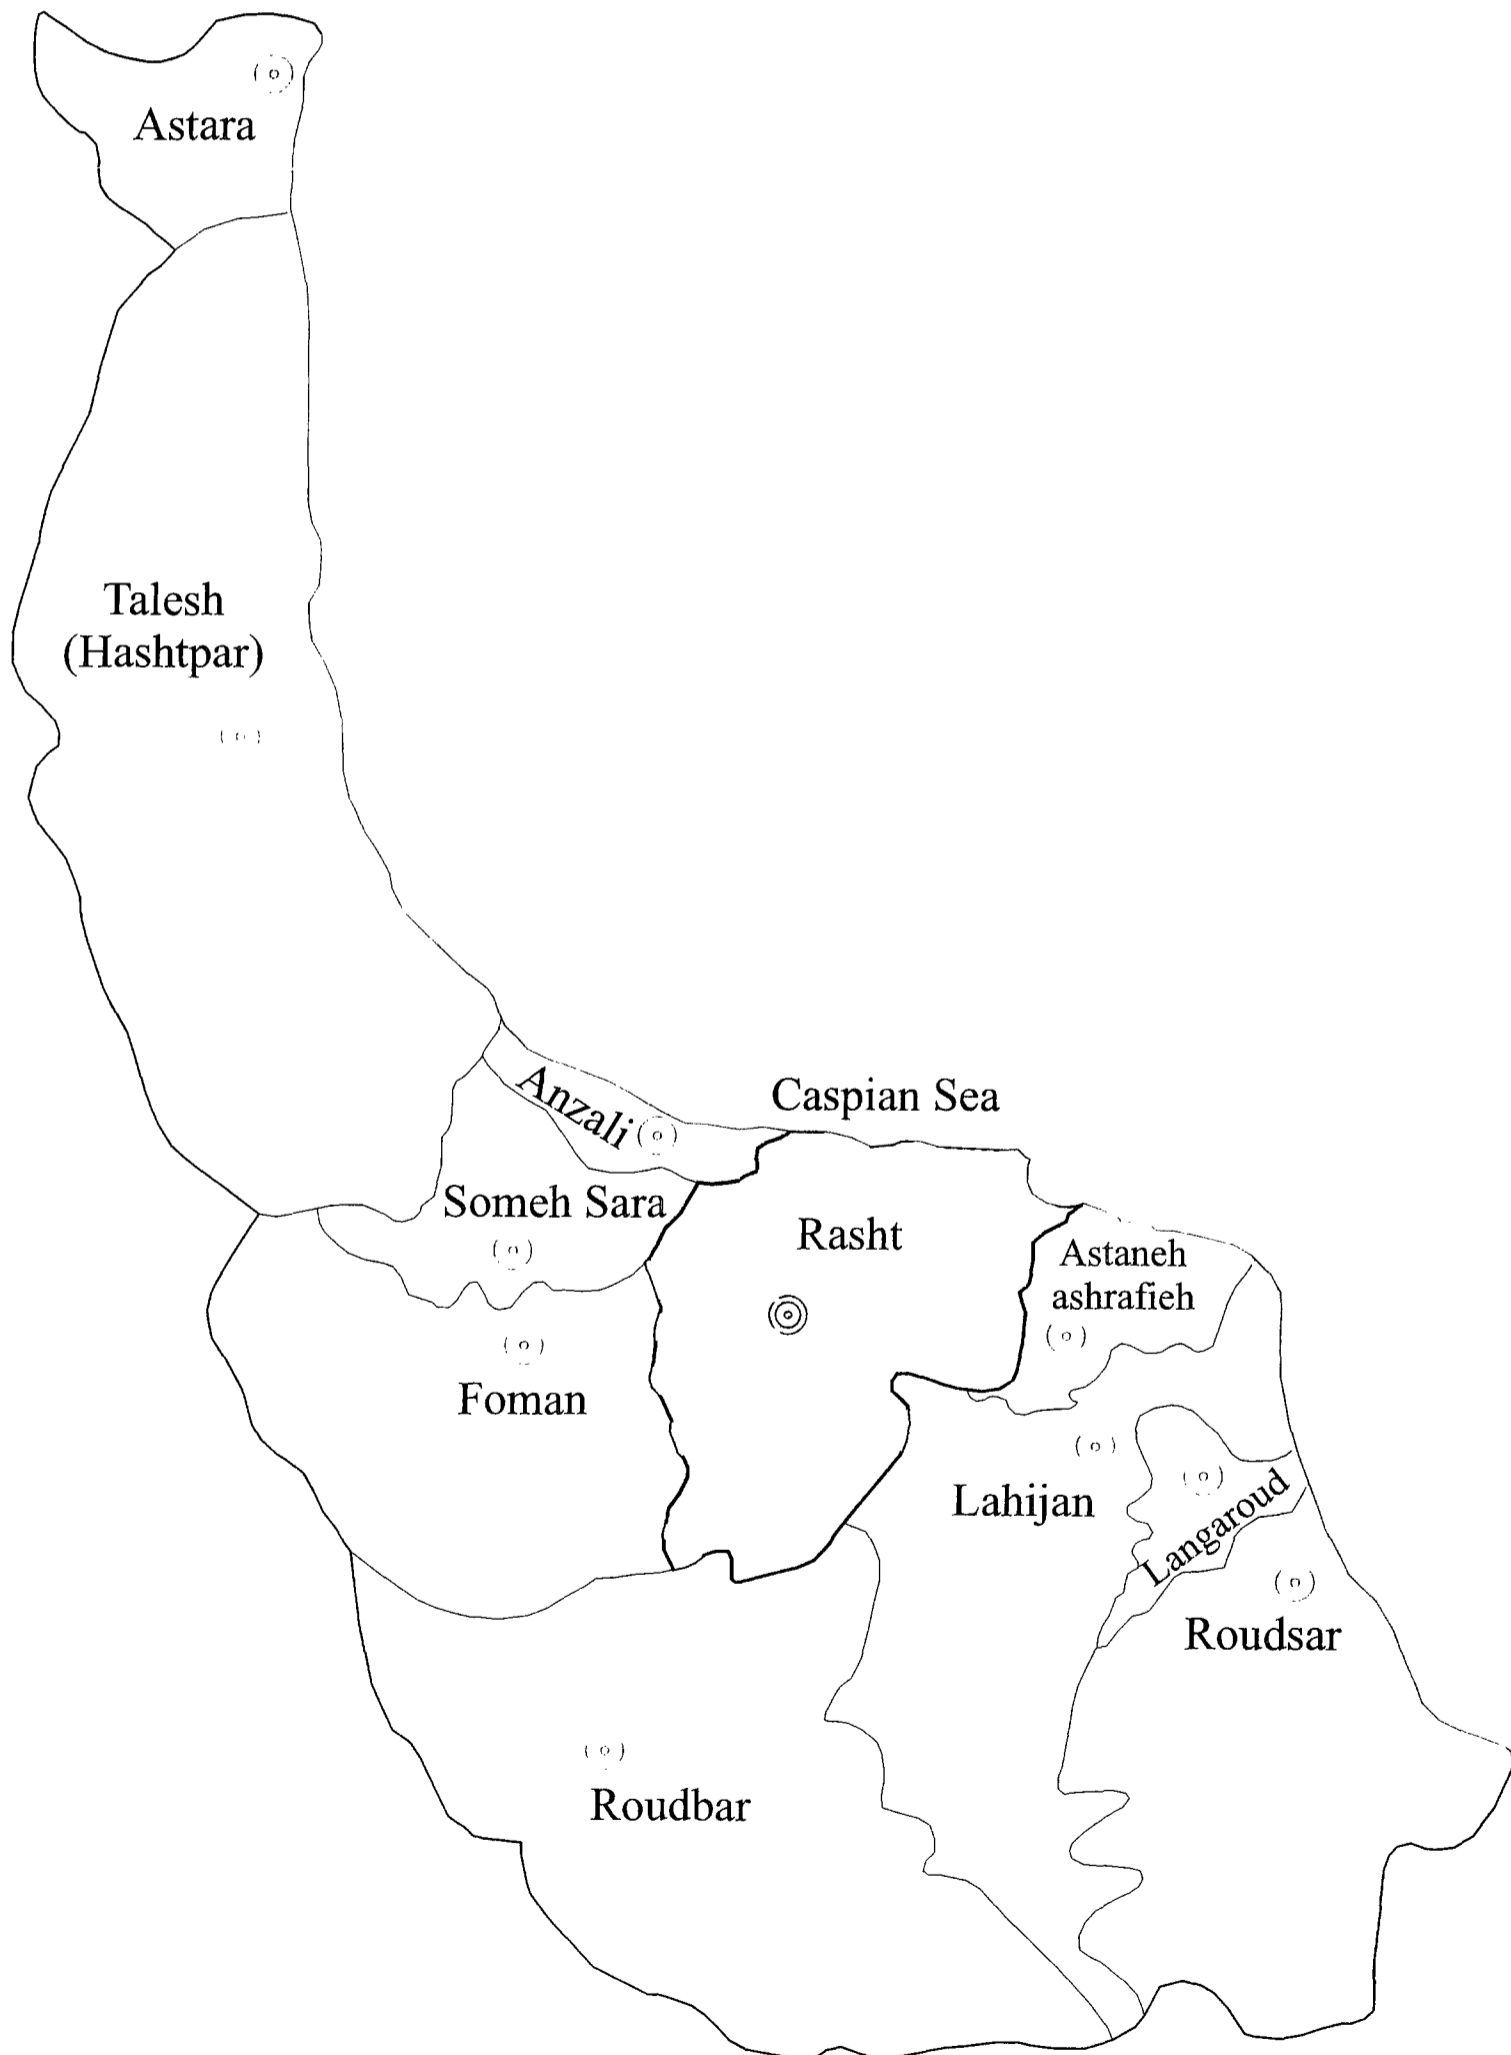 Astara
Talesh
(Hashtpar)
Anzali
Caspian Sea
Someh Sara
Rasht
Astaneh
ashrafieh
Foman
Lahijan
Langaroud
Roudsar
Roudbar